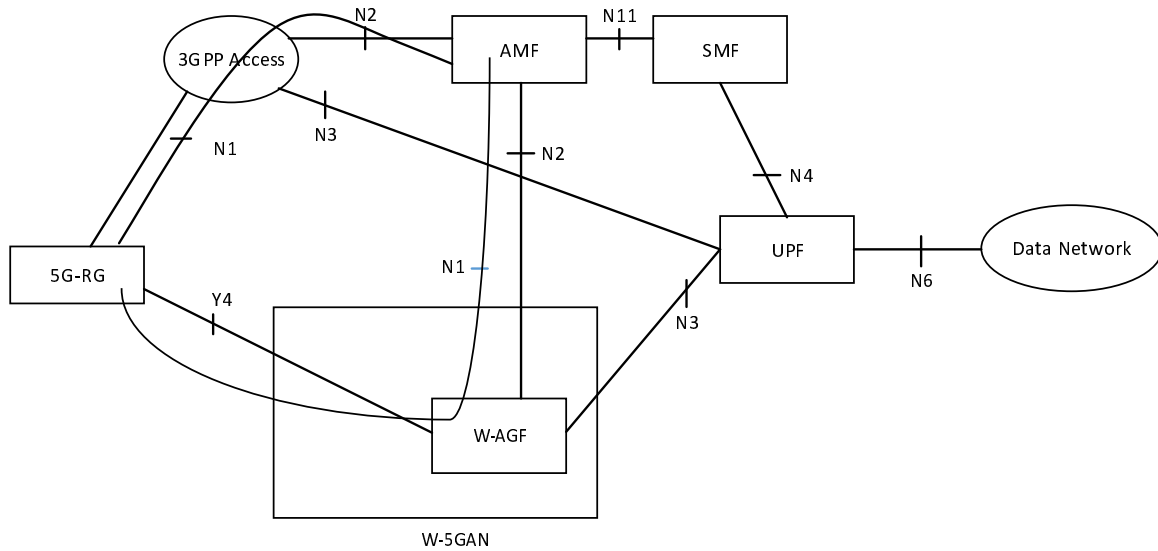 N2
N11
3GPP Access
AMF
SMF
N3
N1
N2
N4
5G-RG
N1
UPF
Data Network
N6
Y4
N3
W-AGF
W-5GAN